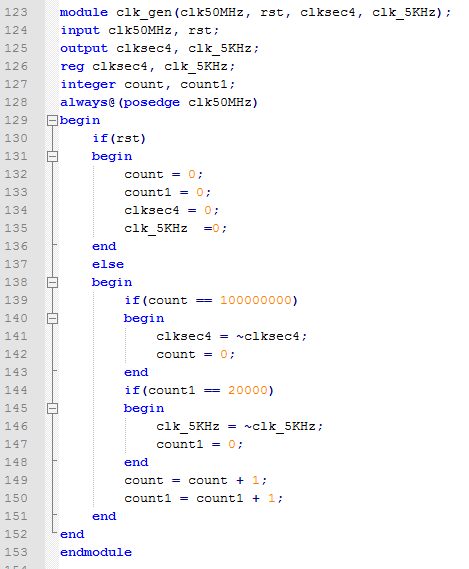 123 module clk_gen(clk50MHz, rst, clksec4, clk_5KHz);
124 input clk50MHz, rst;
125 output clksec4, clk_5KHz;
126 reg clksec4, clk_5KHz;
127 integer count, count1;
128 always@(posedge clk50MHz)
129 begin
130     if(rst)
131     begin
132         count = 0;
133         count1 = 0;
134         clksec4 = 0;
135         clk_5KHz  =0;
136     end
137     else
138     begin
139         if(count == 100000000)
140         begin
141             clksec4 = ~clksec4;
142             count = 0;
143         end
144         if(count1 == 20000)
145         begin
146             clk_5KHz = ~clk_5KHz;
147             count1 = 0;
148         end
149         count = count + 1;
150         count1 = count1 + 1;
151     end
152 end
153 endmodule